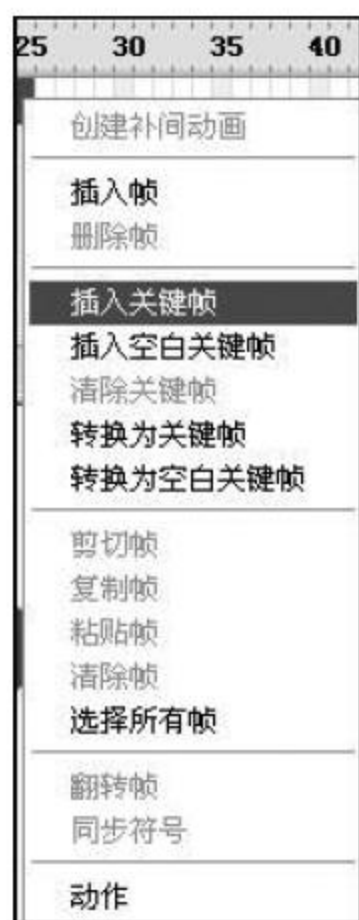 25 30 35 40
创建补间动画
插入帧
删除帧
插入关键帧
插入空白关键帧
清除关键帧
转换为关键帧
转换为空白关键帧
剪切帧
复制帧
粘贴帧
清除帧
选择所有帧
翻转帧
同步符号
动作